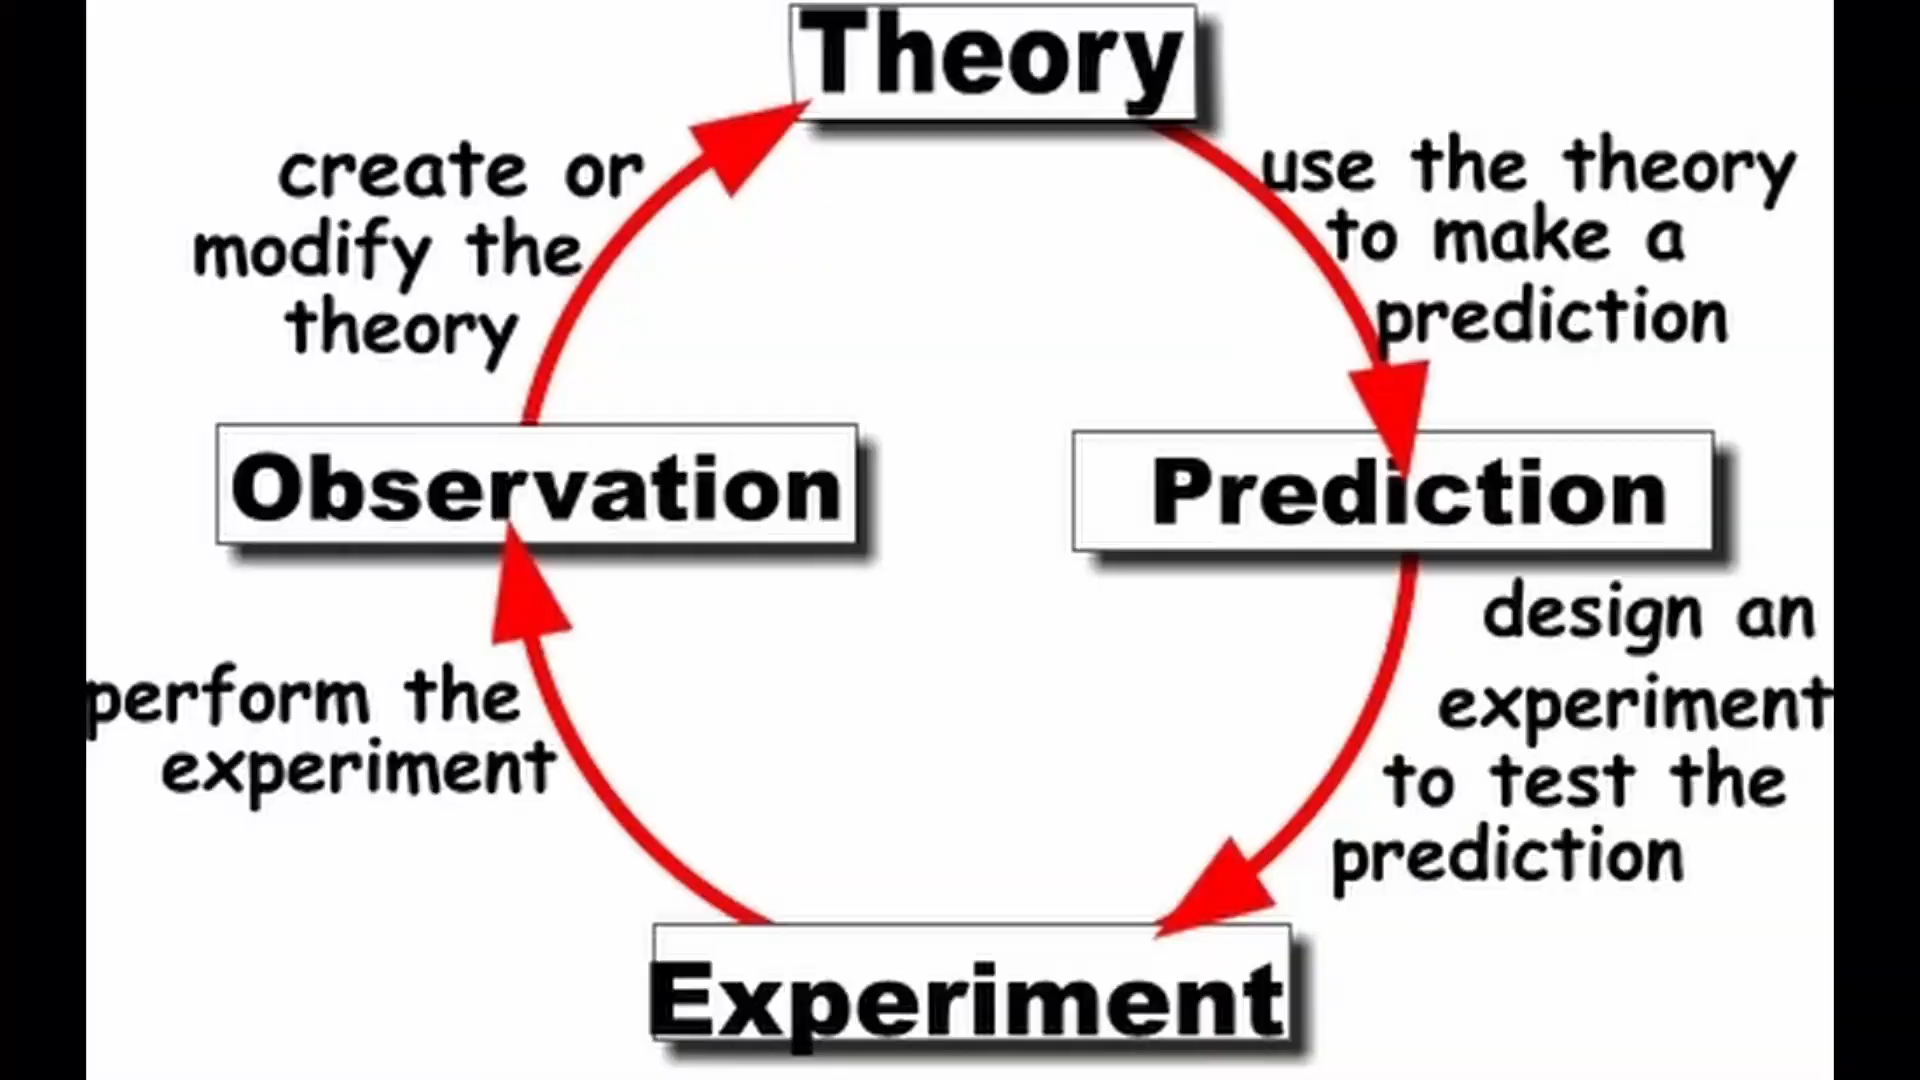 Theory
create or
modify the
theory
use the theory
to make a
prediction
Observation
Prediction
perform the
experiment
design an
experiment
to test the
prediction
Experiment